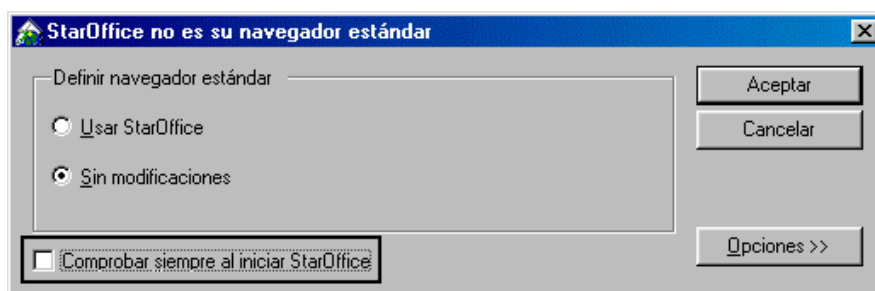 StarOffice no es su navegador estándar
Definir navegador estándar
Aceptar
Usar StarOffice
Cancelar
Sin modificaciones
Opciones >>
Comprobar siempre al iniciar StarOffice